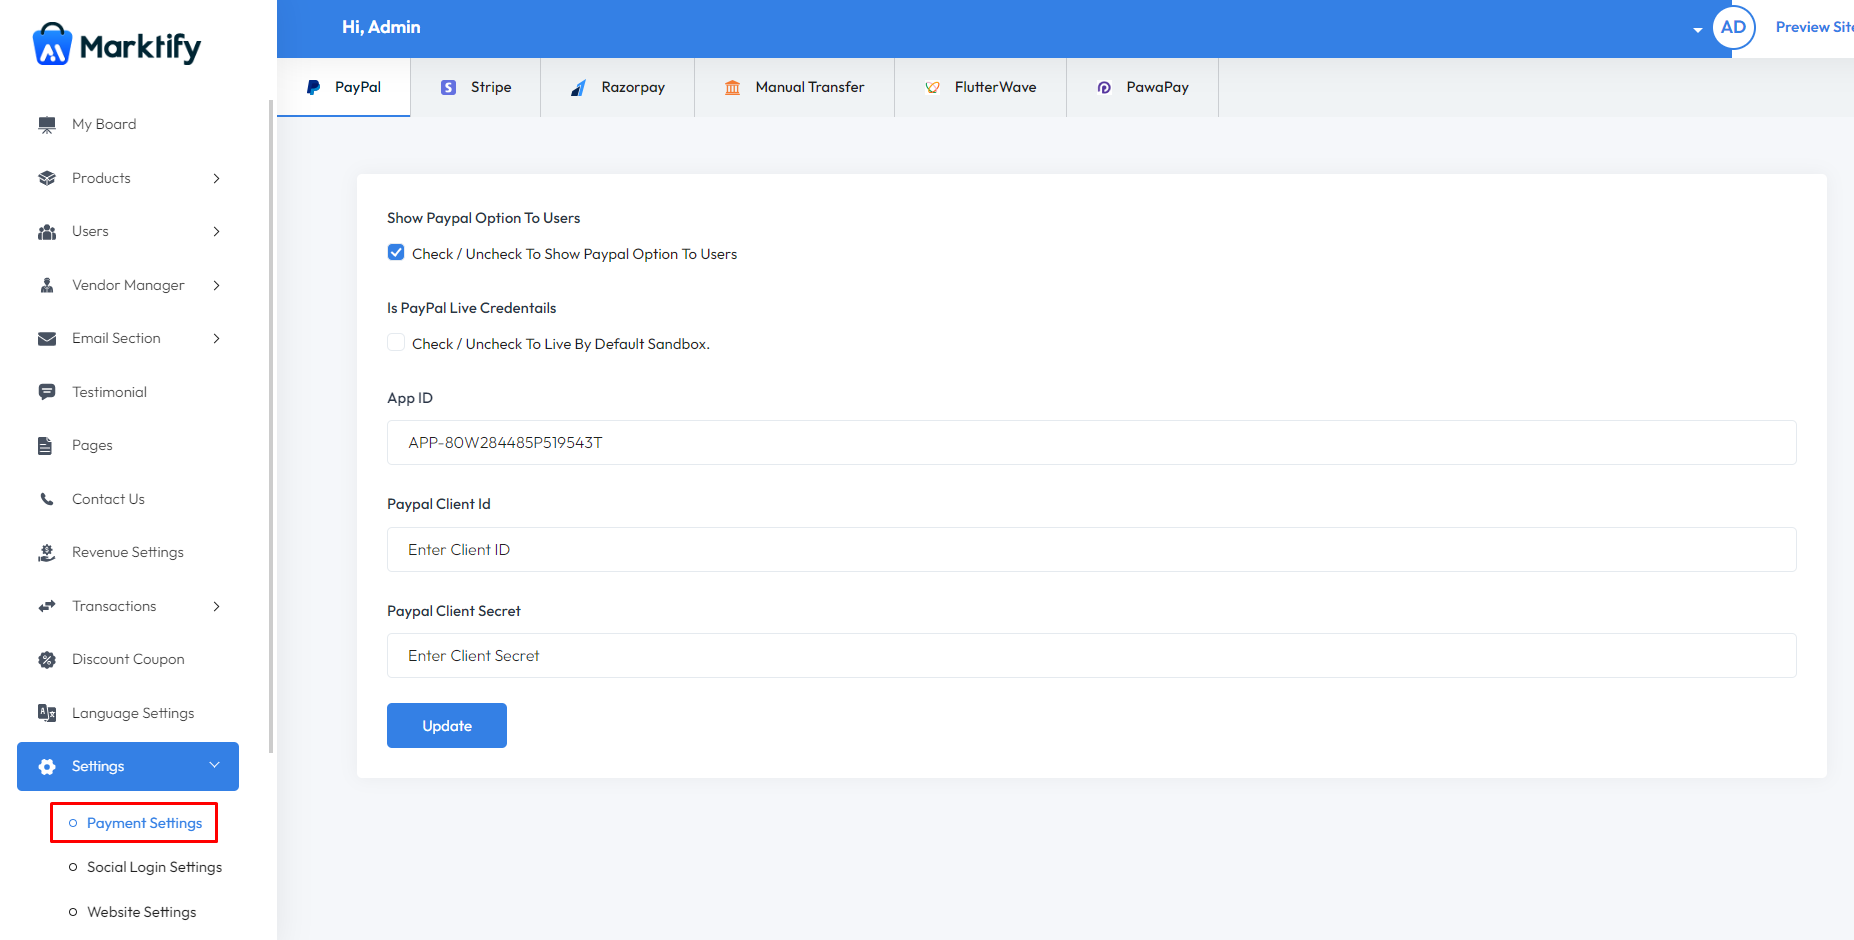 Marktify
Hi, Admin
AD
Preview Site
PayPal
Stripe
Razorpay
Manual Transfer
FlutterWave
PawaPay
My Board
Products
Users
Vendor Manager
Email Section
Testimonial
Pages
Contact Us
Revenue Settings
Transactions
Discount Coupon
Language Settings
Settings
Payment Settings
Social Login Settings
Website Settings
Show Paypal Option To Users
Check / Uncheck To Show Paypal Option To Users
Is PayPal Live Credentails
Check / Uncheck To Live By Default Sandbox.
App ID
APP-80W284485P519543T
Paypal Client Id
Enter Client ID
Paypal Client Secret
Enter Client Secret
Update